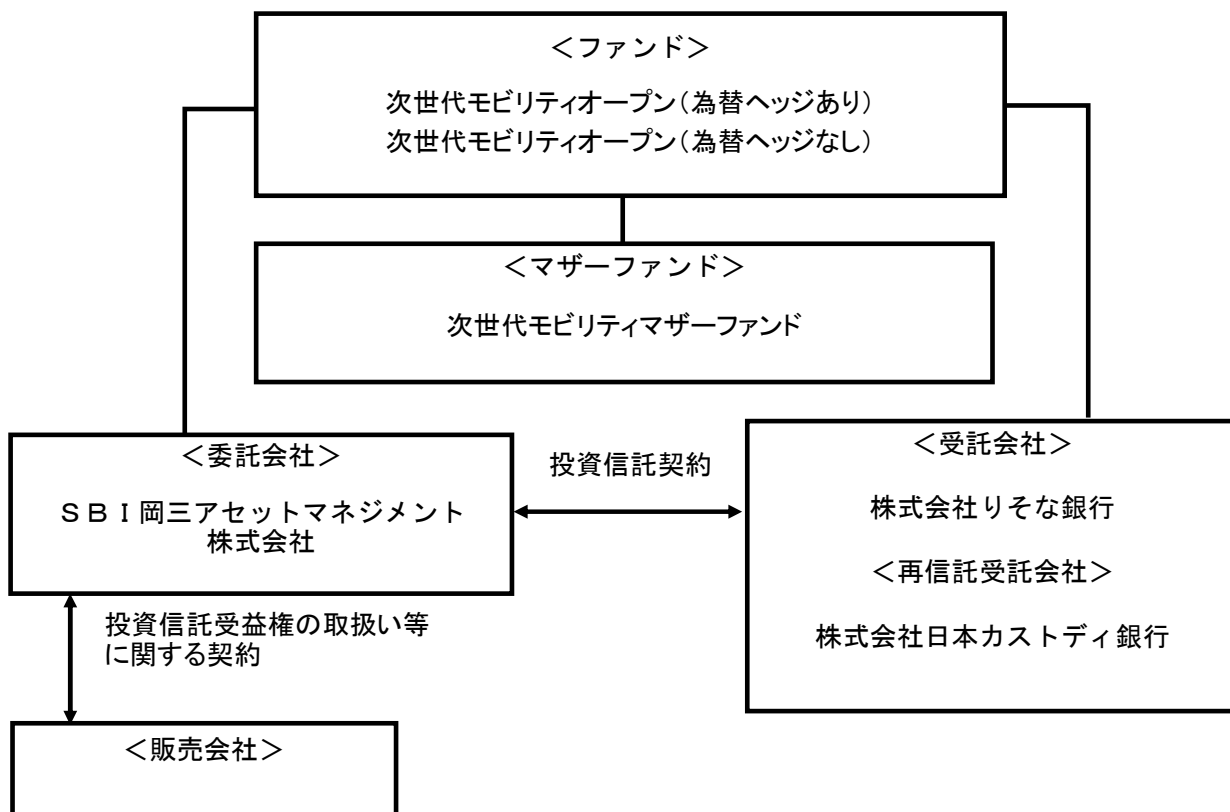 ＜ファンド＞
次世代モビリティオープン（為替ヘッジあり）
次世代モビリティオープン（為替ヘッジなし）
＜マザーファンド＞
次世代モビリティマザーファンド
＜委託会社＞
ＳＢＩ岡三アセットマネジメント
株式会社
投資信託契約
＜受託会社＞
株式会社りそな銀行
＜再信託受託会社＞
株式会社日本カストディ銀行
投資信託受益権の取扱い等
に関する契約
＜販売会社＞